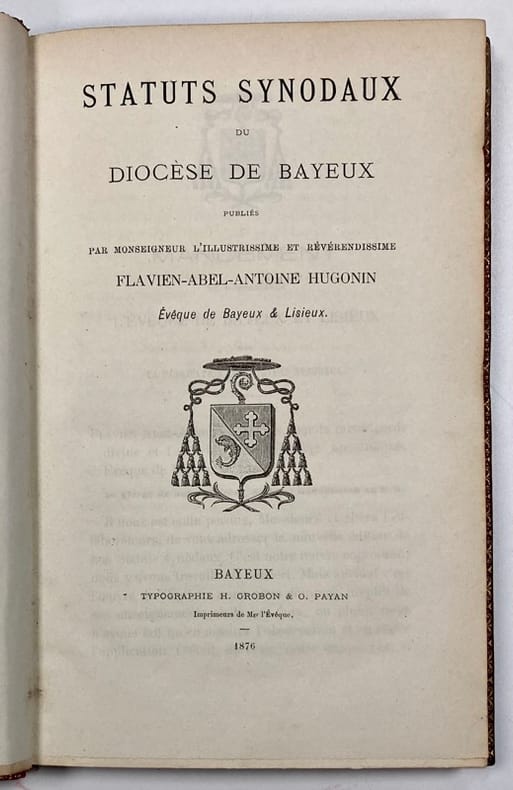 STATUTS SYNODAUX
DU
DIOCÈSE DE BAYEUX
PUBLIÉS
PAR MONSEIGNEUR L'ILLUSTRISSIME ET RÉVÉRENDISSIME
FLAVIEN-ABEL-ANTOINE HUGONIN
Évêque de Bayeux & Lisieux.
BAYEUX
TYPOGRAPHIE H. GROBON & O. PAYAN
Imprimeurs de Mgr l'Évêque.
1876